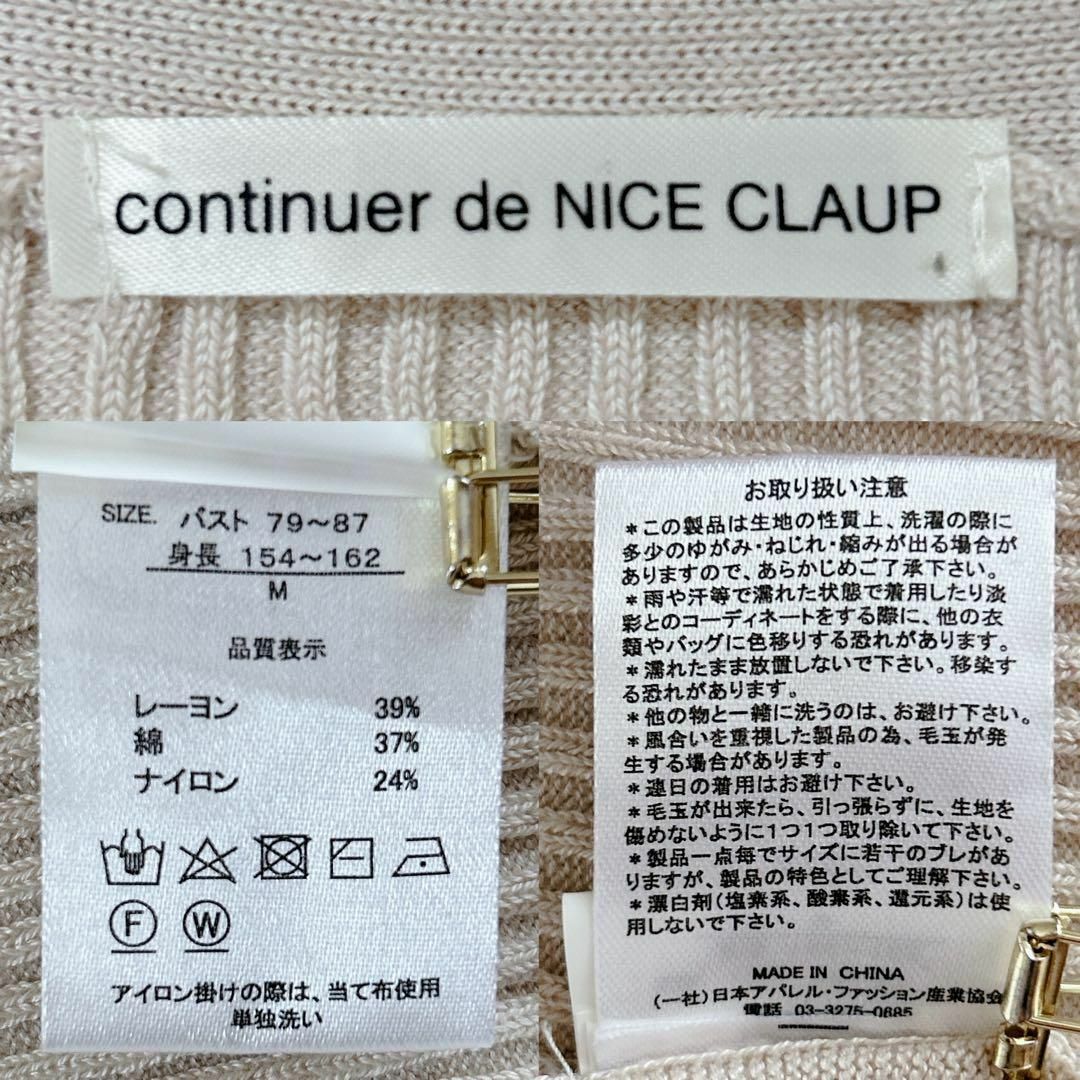 continuer de NICE CLAUP
SIZE. バスト 79～87
身長 154～162
M
品質表示
レーヨン 39%
綿 37%
ナイロン 24%
F W
アイロン掛けの際は、当て布使用
単独洗い
お取り扱い注意
＊この製品は生地の性質上、洗濯の際に
多少のゆがみ・ねじれ・縮みが出る場合が
ありますので、あらかじめご了承下さい。
＊雨や汗等で濡れた状態で着用したり淡
彩とのコーディネートをする際に、他の衣
類やバッグに色移りする恐れがあります。
＊濡れたまま放置しないで下さい。移染す
る恐れがあります。
＊他の物と一緒に洗うのは、お避け下さい。
＊風合いを重視した製品の為、毛玉が発
生する場合があります。
＊連日の着用はお避け下さい。
＊毛玉が出来たら、引っ張らずに、生地を
傷めないように1つ1つ取り除いて下さい。
＊製品一点毎でサイズに若干のブレがあり
ますが、製品の特色としてご理解下さい。
＊漂白剤(塩素系、酸素系、還元系)は使
用しないで下さい。
MADE IN CHINA
(一社)日本アパレル・ファッション産業協会
電話 03-3275-0685